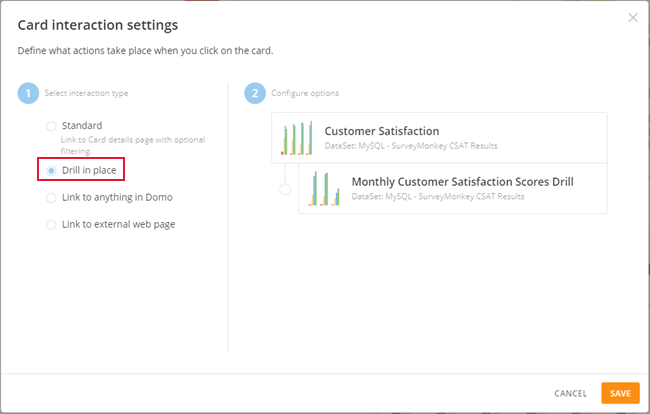 Card interaction settings
Define what actions take place when you click on the card.
1 Select interaction type
Standard
Link to Card details page with optional
filtering.
Drill in place
Link to anything in Domo
Link to external web page
2 Configure options
Customer Satisfaction
DataSet: MySQL - SurveyMonkey CSAT Results
Monthly Customer Satisfaction Scores Drill
DataSet: MySQL - SurveyMonkey CSAT Results
CANCEL
SAVE